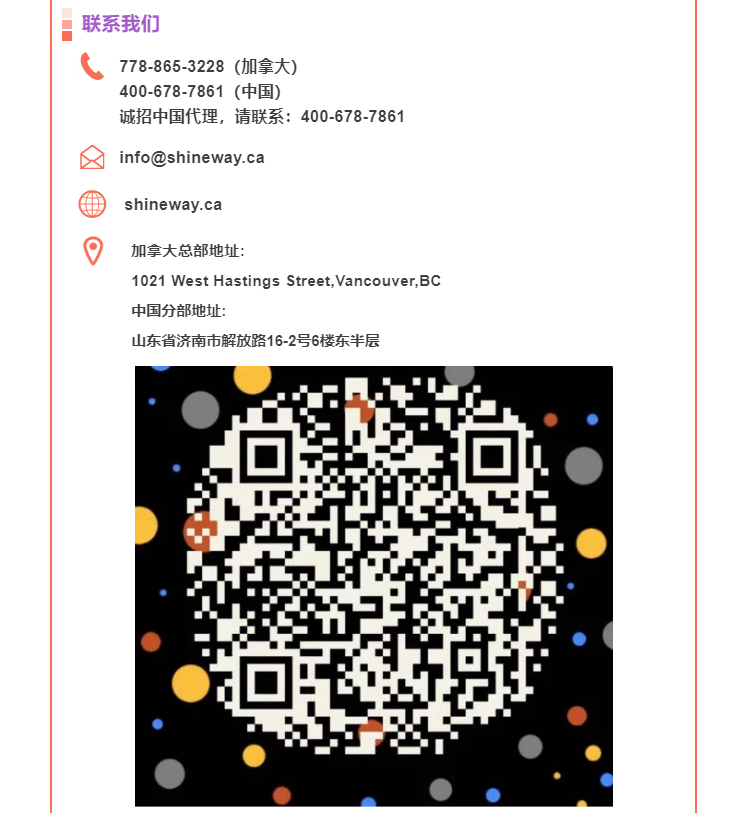 联系我们
778-865-3228（加拿大）
400-678-7861（中国）
诚招中国代理，请联系：400-678-7861
info@shineway.ca
shineway.ca
加拿大总部地址：
1021 West Hastings Street,Vancouver,BC
中国分部地址：
山东省济南市解放路16-2号6楼东半层